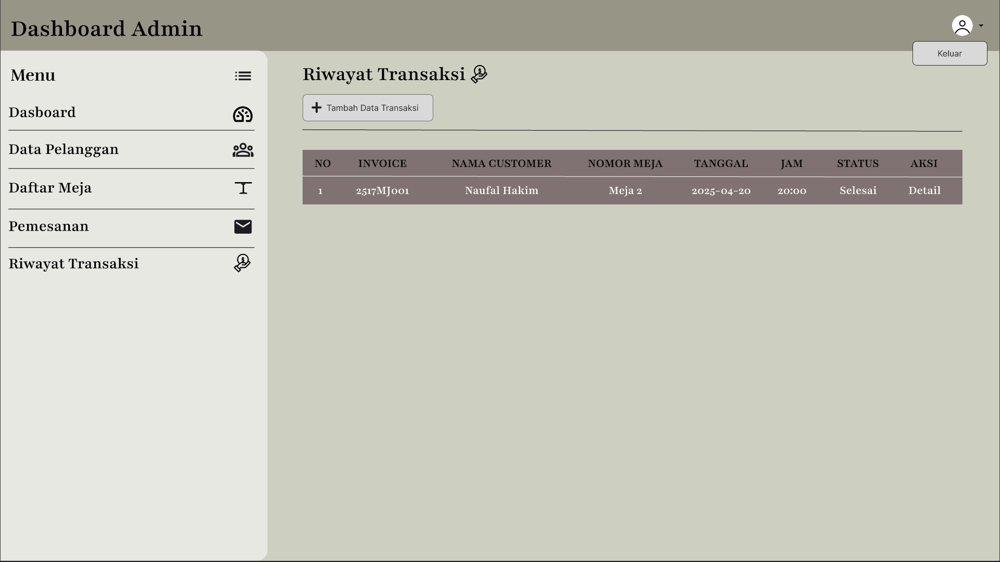 Dashboard Admin
Keluar
Menu
Dasboard
Data Pelanggan
Daftar Meja
Pemesanan
Riwayat Transaksi
Riwayat Transaksi
Tambah Data Transaksi
NO INVOICE NAMA CUSTOMER NOMOR MEJA TANGGAL JAM STATUS AKSI
1 2517MJ001 Naufal Hakim Meja 2 2025-04-20 20:00 Selesai Detail